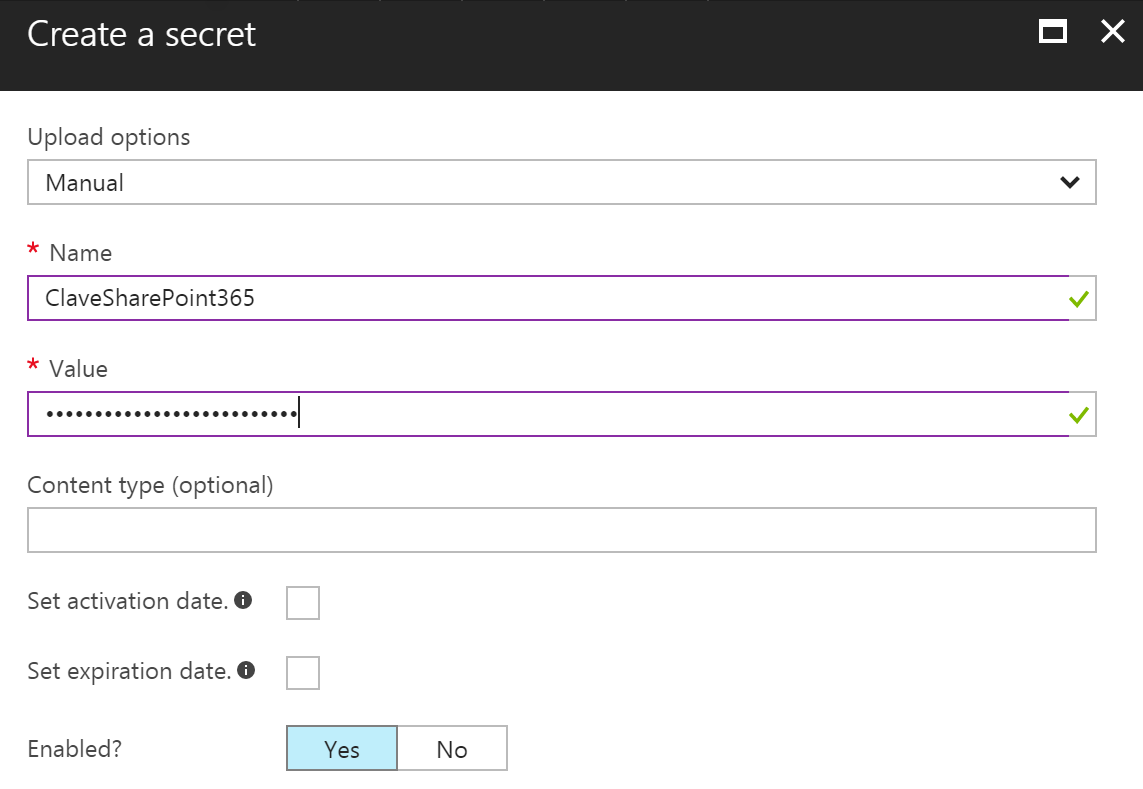 Create a secret
Upload options
Manual
* Name
ClaveSharePoint365
* Value
••••••••••••••••••••••••••
Content type (optional)
Set activation date.
Set expiration date.
Enabled?
Yes
No